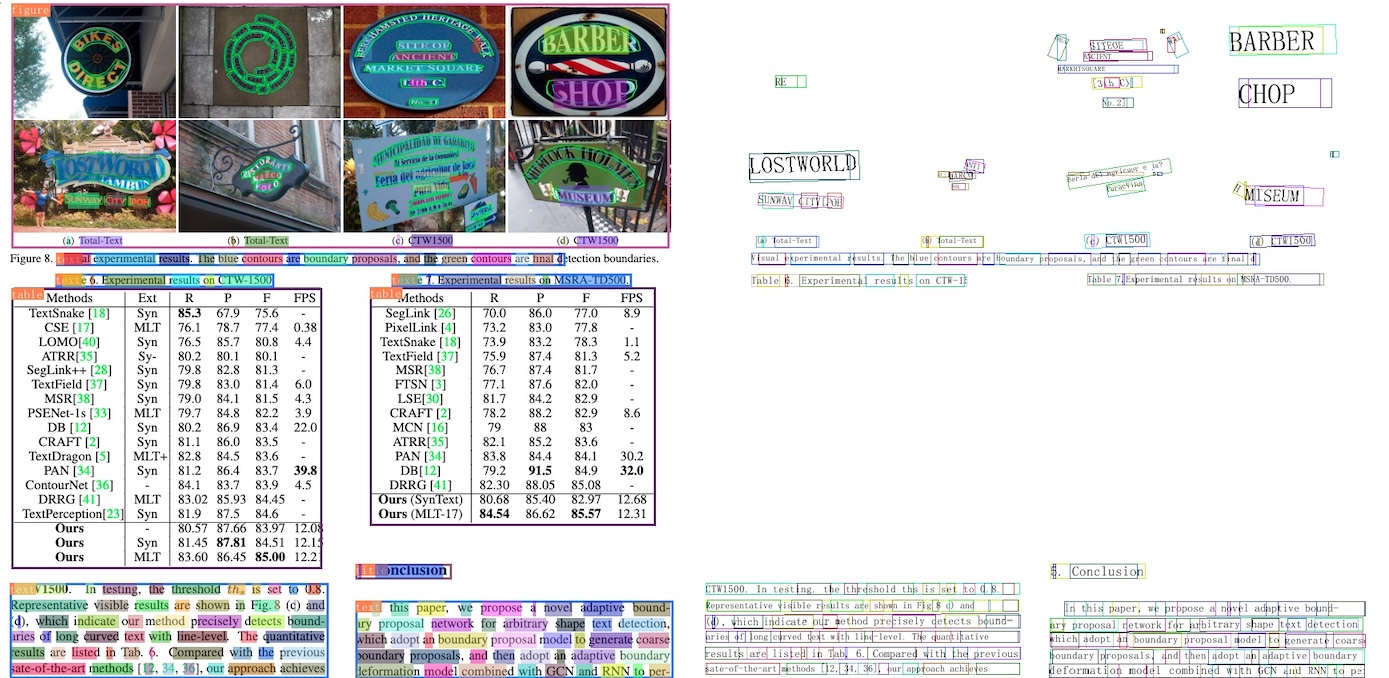 figure
BIKES
DIRECT
BERKHAMSTED HERITAGE WALK
SITE OF
ANCIENT
MARKET SQUARE
13th C.
No. 21
BARBER
SHOP
LOSTWORLD
TAMBUN
SUNWAY CITY IPOH
RISTORANTE
MARCO
POLO
MUNICIPALIDAD DE GARABITO
Al Servicio de la Comunidad
Feria del agricultor de Jacó
Pura Vida
SHERLOCK HOLMES
MUSEUM
(a) Total-Text
(b) Total-Text
(c) CTW1500
(d) CTW1500
Figure 8. textal experimental results. The blue contours are boundary proposals, and the green contours are final detection boundaries.
Table 6. Experimental results on CTW-1500
table
Methods Ext R P F FPS
TextSnake [18] Syn 85.3 67.9 75.6 -
CSE [17] MLT 76.1 78.7 77.4 0.38
LOMO[40] Syn 76.5 85.7 80.8 4.4
ATRR[35] Sy- 80.2 80.1 80.1 -
SegLink++ [28] Syn 79.8 82.8 81.3 -
TextField [37] Syn 79.8 83.0 81.4 6.0
MSR[38] Syn 79.0 84.1 81.5 4.3
PSENet-1s [33] MLT 79.7 84.8 82.2 3.9
DB [12] Syn 80.2 86.9 83.4 22.0
CRAFT [2] Syn 81.1 86.0 83.5 -
TextDragon [5] MLT+ 82.8 84.5 83.6 -
PAN [34] Syn 81.2 86.4 83.7 39.8
ContourNet [36] - 84.1 83.7 83.9 4.5
DRRG [41] MLT 83.02 85.93 84.45 -
TextPerception[23] Syn 81.9 87.5 84.6 -
Ours - 80.57 87.66 83.97 12.08
Ours Syn 81.45 87.81 84.51 12.15
Ours MLT 83.60 86.45 85.00 12.21
text
W1500. In testing, the threshold ths is set to 0.8.
Representative visible results are shown in Fig. 8 (c) and
(d), which indicate our method precisely detects bound-
aries of long curved text with line-level. The quantitative
results are listed in Tab. 6. Compared with the previous
sate-of-the-art methods [12, 34, 36], our approach achieves
e 7. Experimental results on MSRA-TD500.
table
Methods R P F FPS
SegLink [26] 70.0 86.0 77.0 8.9
PixelLink [4] 73.2 83.0 77.8 -
TextSnake [18] 73.9 83.2 78.3 1.1
TextField [37] 75.9 87.4 81.3 5.2
MSR[38] 76.7 87.4 81.7 -
FTSN [3] 77.1 87.6 82.0 -
LSE[30] 81.7 84.2 82.9 -
CRAFT [2] 78.2 88.2 82.9 8.6
MCN [16] 79 88 83 -
ATRR[35] 82.1 85.2 83.6 -
PAN [34] 83.8 84.4 84.1 30.2
DB[12] 79.2 91.5 84.9 32.0
DRRG [41] 82.30 88.05 85.08 -
Ours (SynText) 80.68 85.40 82.97 12.68
Ours (MLT-17) 84.54 86.62 85.57 12.31
title
onclusion
text
this paper, we propose a novel adaptive bound-
ary proposal network for arbitrary shape text detection,
which adopt an boundary proposal model to generate coarse
boundary proposals, and then adopt an adaptive boundary
deformation model combined with GCN and RNN to per-
RE
SITEOE
ANCIENT
MARKHTSQUARE
[3th C)
No. 2]
BARBER
CHOP
LOSTWORLD
SUNWAV CITY[POH
MARCO
Feria del agricuov e ja?
PuraoVina
MISEUM
(a) Total-Text
(b) Total-Text
(c) CTW1500
(d) CTW1500
Visual experimental results. The blue contours are boundary proposals, and the green contours are final d
Table 6. Experimental results on CTW-15
Table 7. Experimental results on MSRA-TD500.
CTW1500. In testing. the threshold ths is set to 0.8.
Representative visible results are shown in Fig 8 c) and
(d), which indicate our method precisely detects bound-
aries of long curved text with line-level. The quantitative
results are listed in Tab, 6. Compared with the previous
sate-of-the-art methods [12, 34, 36], our approach achieves
5. Conclusion
In this paper, we propose a novel adaptive bound-
ary proposal network for arbitrary shape text detection,
which adopt an boundary proposal model to generate coarse
boundary proposals, and then adopt an adaptive boundary
deformation model combined with GCN and RNN to pe: